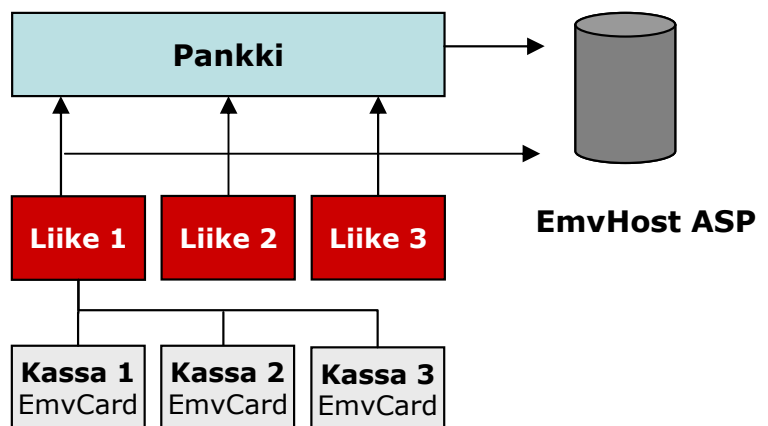 Pankki
Liike 1
Liike 2
Liike 3
EmvHost ASP
Kassa 1
EmvCard
Kassa 2
EmvCard
Kassa 3
EmvCard